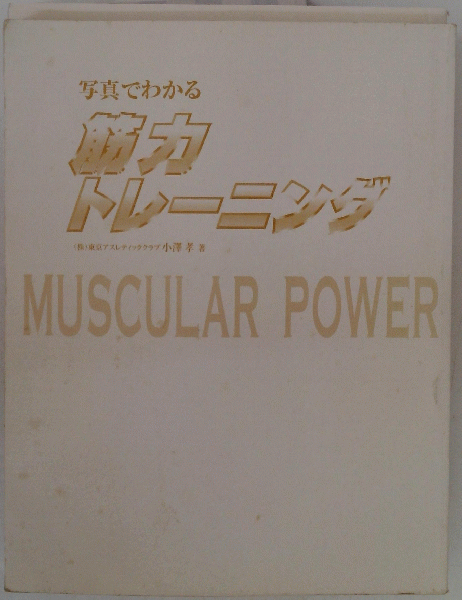 写真でわかる
筋力
トレーニング
(株)東京アスレティッククラブ 小澤 孝 著
MUSCULAR POWER